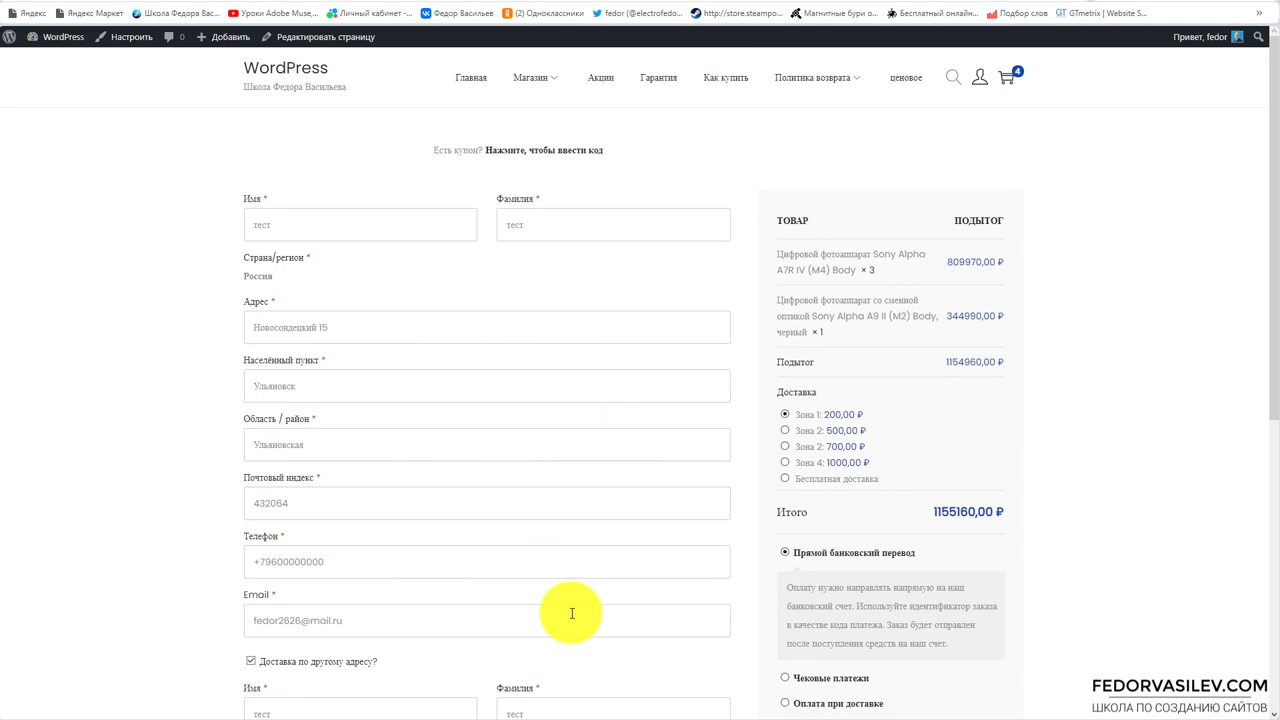 Яндекс Яндекс Маркет Школа Федора Вас... Уроки Adobe Mus... Личный кабинет -... Федор Васильев (2) Одноклассники fedor (@electrofedo... http://store.steampo... Магнитные бури о... Бесплатный онлайн... Подбор слов GTmetrix | Website S... »
WordPress Настроить 0 Добавить Редактировать страницу Привет, fedor
WordPress
Школа Федора Васильева
Главная Магазин Акции Гарантия Как купить Политика возврата ценовое 4
Есть купон? Нажмите, чтобы ввести код
Имя *
тест
Фамилия *
тест
Страна/регион *
Россия
Адрес *
Новосондецкий 15
Населённый пункт *
Ульяновск
Область / район *
Ульяновская
Почтовый индекс *
432064
Телефон *
+79600000000
Email *
fedor2626@mail.ru
Доставка по другому адресу?
Имя *
тест
Фамилия *
тест
ТОВАР ПОДЫТОГ
Цифровой фотоаппарат Sony Alpha
A7R IV (M4) Body × 3
809970,00 ₽
Цифровой фотоаппарат со сменной
оптикой Sony Alpha A9 II (M2) Body,
черный × 1
344990,00 ₽
Подытог 1154960,00 ₽
Доставка
Зона 1: 200,00 ₽
Зона 2: 500,00 ₽
Зона 2: 700,00 ₽
Зона 4: 1000,00 ₽
Бесплатная доставка
Итого 1155160,00 ₽
Прямой банковский перевод
Оплату нужно направлять напрямую на наш
банковский счет. Используйте идентификатор заказа
в качестве кода платежа. Заказ будет отправлен
после поступления средств на наш счет.
Чековые платежи
Оплата при доставке
FEDORVASILEV.COM
ШКОЛА ПО СОЗДАНИЮ САЙТОВ